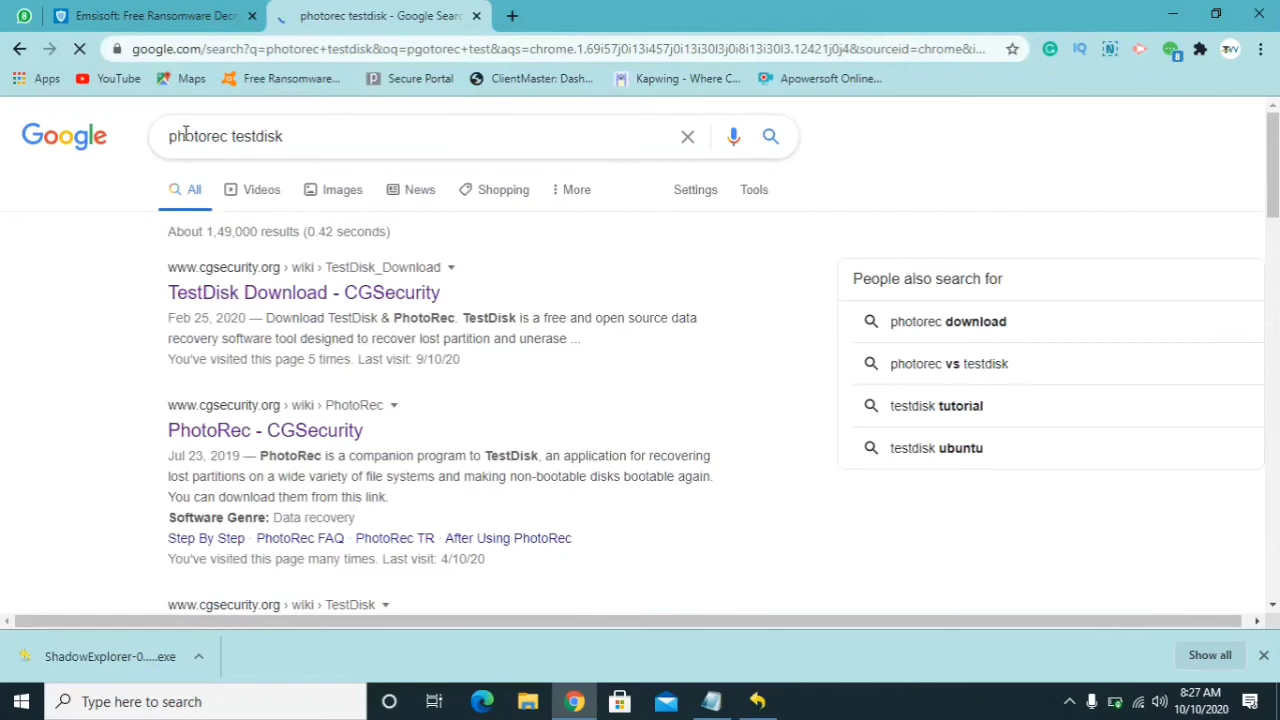 Emsisoft: Free Ransomware Decr
photorec testdisk - Google Searc
google.com/search?q=photorec+testdisk&oq=pgotorec+test&aqs=chrome.1.69i57j0i13i457j0i13i30l3j0i8i13i30l3.12421j0j4&sourceid=chrome&i...
Apps YouTube Maps Free Ransomware... Secure Portal ClientMaster: Dash... Kapwing - Where C... Apowersoft Online...
Google
photorec testdisk
All Videos Images News Shopping More Settings Tools
About 1,49,000 results (0.42 seconds)
www.cgsecurity.org › wiki › TestDisk_Download
TestDisk Download - CGSecurity
Feb 25, 2020 — Download TestDisk & PhotoRec. TestDisk is a free and open source data
recovery software tool designed to recover lost partition and unerase ...
You've visited this page 5 times. Last visit: 9/10/20
www.cgsecurity.org › wiki › PhotoRec
PhotoRec - CGSecurity
Jul 23, 2019 — PhotoRec is a companion program to TestDisk, an application for recovering
lost partitions on a wide variety of file systems and making non-bootable disks bootable again.
You can download them from this link.
Software Genre: Data recovery
Step By Step · PhotoRec FAQ · PhotoRec TR · After Using PhotoRec
You've visited this page many times. Last visit: 4/10/20
www.cgsecurity.org › wiki › TestDisk
People also search for
photorec download
photorec vs testdisk
testdisk tutorial
testdisk ubuntu
ShadowExplorer-0.....exe
Show all
Type here to search
8:27 AM
10/10/2020